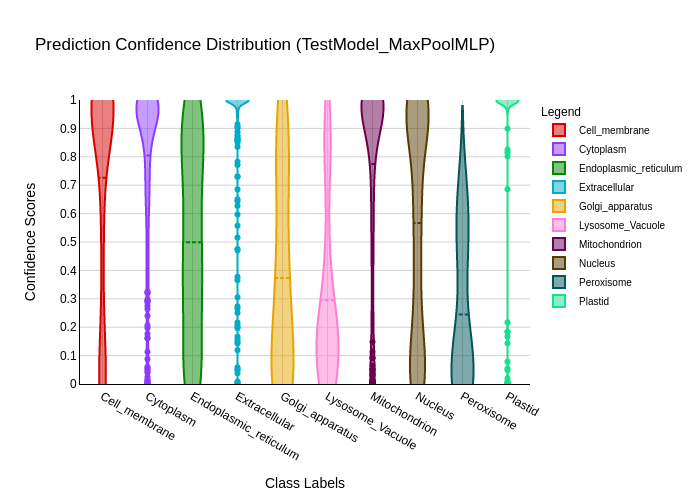 Prediction Confidence Distribution (TestModel_MaxPoolMLP)
Legend
Cell_membrane
Cytoplasm
Endoplasmic_reticulum
Extracellular
Golgi_apparatus
Lysosome_Vacuole
Mitochondrion
Nucleus
Peroxisome
Plastid
Confidence Scores
1
0.9
0.8
0.7
0.6
0.5
0.4
0.3
0.2
0.1
0
Cell_membrane
Cytoplasm
Endoplasmic_reticulum
Extracellular
Golgi_apparatus
Lysosome_Vacuole
Mitochondrion
Nucleus
Peroxisome
Plastid
Class Labels